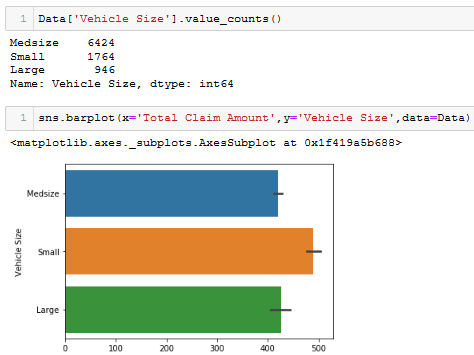 1 Data['Vehicle Size'].value_counts()
Medsize 6424
Small 1764
Large 946
Name: Vehicle Size, dtype: int64
1 sns.barplot(x='Total Claim Amount',y='Vehicle Size',data=Data)
<matplotlib.axes._subplots.AxesSubplot at 0x1f419a5b688>
Medsize
Small
Large
Vehicle Size
0 100 200 300 400 500